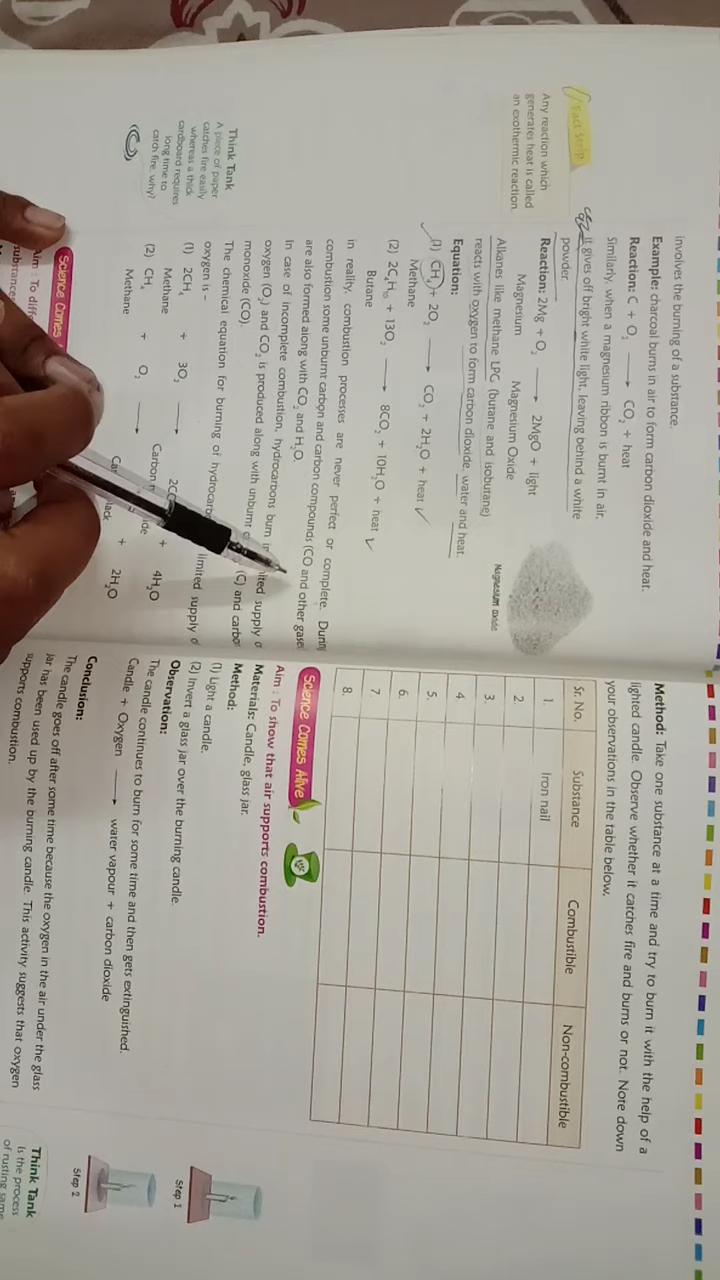 involves the burning of a substance.
Example: charcoal burns in air to form carbon dioxide and heat.
Reaction: C + O₂ ⟶ CO₂ + heat
Similarly, when a magnesium ribbon is burnt in air,
it gives off bright white light, leaving behind a white
powder.
Reaction: 2Mg + O₂ ⟶ 2MgO + light
Magnesium Magnesium Oxide
Magnesium oxide
Alkanes like methane LPG (butane and isobutane)
reacts with oxygen to form carbon dioxide, water and heat.
Equation:
(1) CH₄ + 2O₂ ⟶ CO₂ + 2H₂O + heat
Methane
(2) 2C₄H₁₀ + 13O₂ ⟶ 8CO₂ + 10H₂O + heat
Butane
In reality, combustion processes are never perfect or complete.
combustion some unburnt carbon and carbon compounds (CO and other
are also formed along with CO₂ and H₂O.
In case of incomplete combustion, hydrocarbons burn in supply
oxygen (O₂) and CO₂ is produced along with unburnt (C) and
monoxide (CO).
The chemical equation for burning of limited supply
oxygen is –
(1) 2CH₄ + 3O₂ ⟶ + 4H₂O
Methane Carbon
(2) CH₄ + O₂ ⟶ + 2H₂O
Methane
Science Comes
Aim : To
Fact Strip
Any reaction which
generates heat is called
an exothermic reaction.
Think Tank
A piece of paper
catches fire easily
whereas a thick
cardboard requires
long time to
catch fire. why?
Method: Take one substance at a time and try to burn it with the help of a
lighted candle. Observe whether it catches fire and burns or not. Note down
your observations in the table below.
Sr. No. Substance Combustible Non-combustible
1. Iron nail
2.
3.
4.
5.
6.
7.
8.
Science Comes Alive
Aim : To show that air supports combustion.
Materials: Candle, glass jar.
Method:
(1) Light a candle.
(2) Invert a glass jar over the burning candle.
Observation:
The candle continues to burn for some time and then gets extinguished.
Candle + Oxygen ⟶ water vapour + carbon dioxide
Conclusion:
The candle goes off after some time because the oxygen in the air under the glass
jar has been used up by the burning candle. This activity suggests that oxygen
supports combustion.
Step 1
Step 2
Think Tank
Is the process
of rusting same